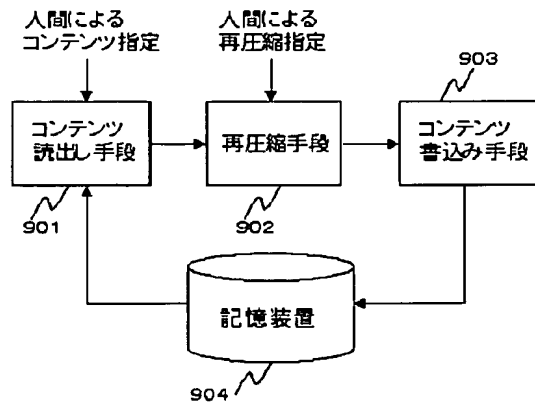 人間による
コンテンツ指定
人間による
再圧縮指定
903
コンテンツ
読出し手段
再圧縮手段
コンテンツ
書込み手段
901
902
記憶装置
904